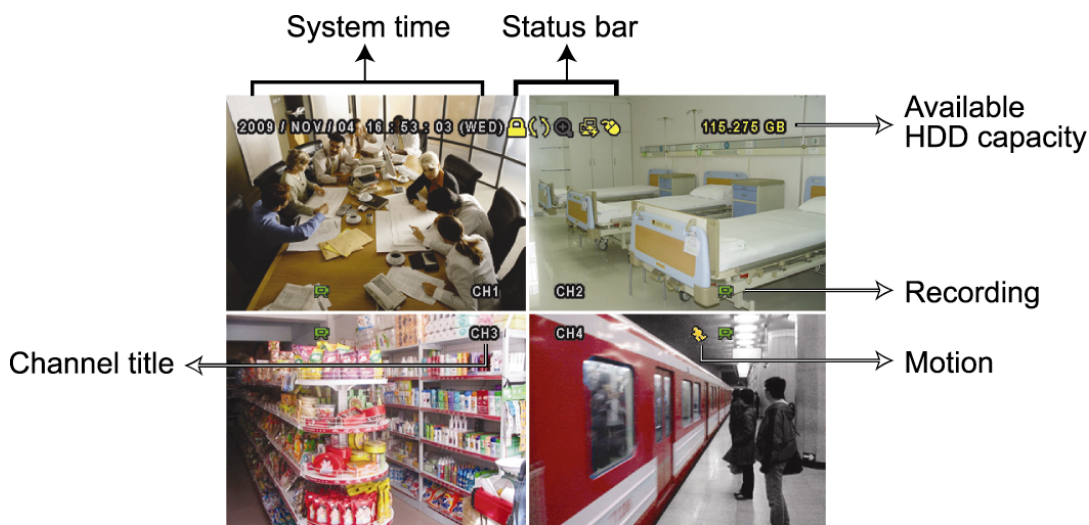 System time
Status bar
2009 / NOV / 04 16 : 53 : 03 (WED)
115.275 GB
Available
HDD capacity
CH1
CH2
Recording
CH3
CH4
Channel title
Motion